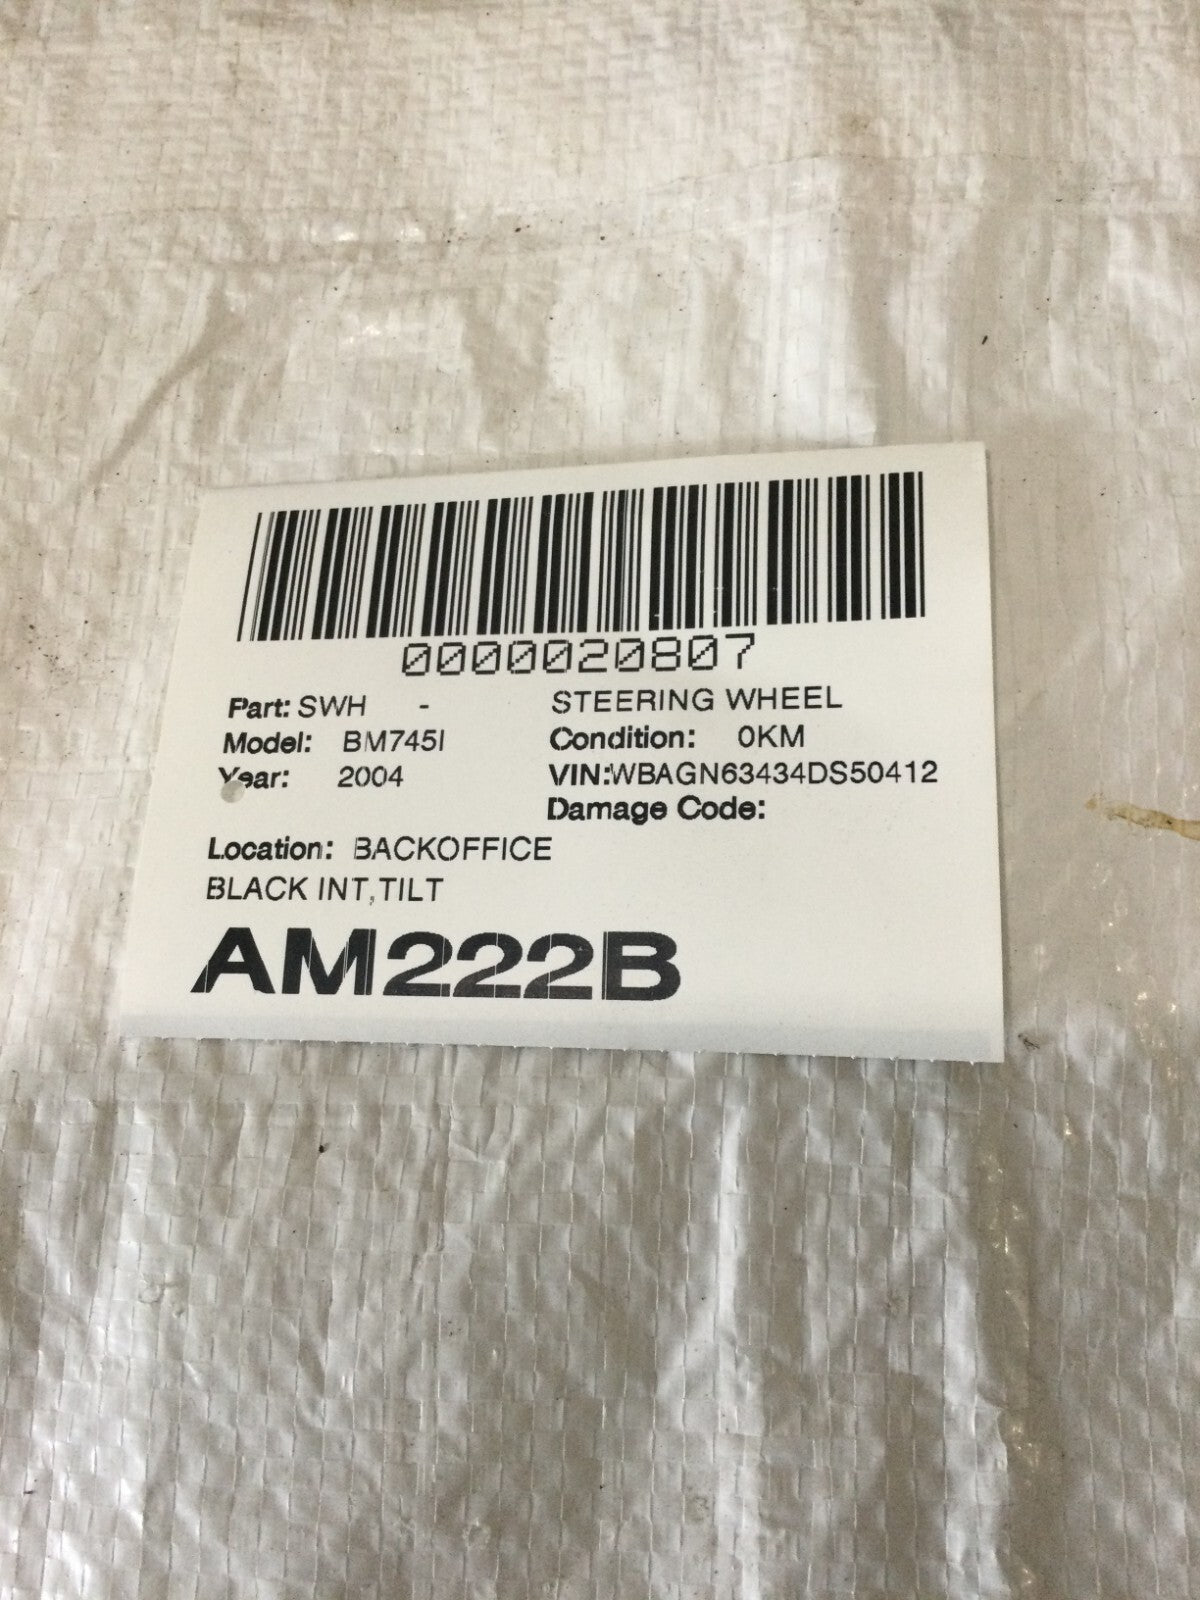 0000020807
Part: SWH - STEERING WHEEL
Model: BM745I Condition: 0KM
Year: 2004 VIN:WBAGN63434DS50412
Damage Code:
Location: BACKOFFICE
BLACK INT,TILT
AM222B